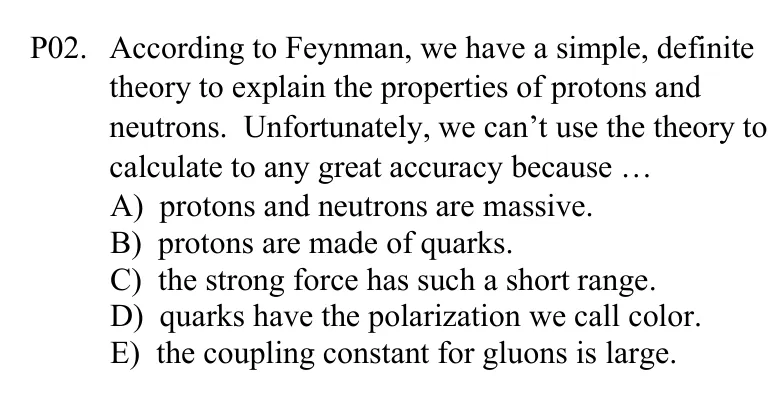 P02. According to Feynman, we have a simple, definite
theory to explain the properties of protons and
neutrons. Unfortunately, we can’t use the theory to
calculate to any great accuracy because …
A) protons and neutrons are massive.
B) protons are made of quarks.
C) the strong force has such a short range.
D) quarks have the polarization we call color.
E) the coupling constant for gluons is large.